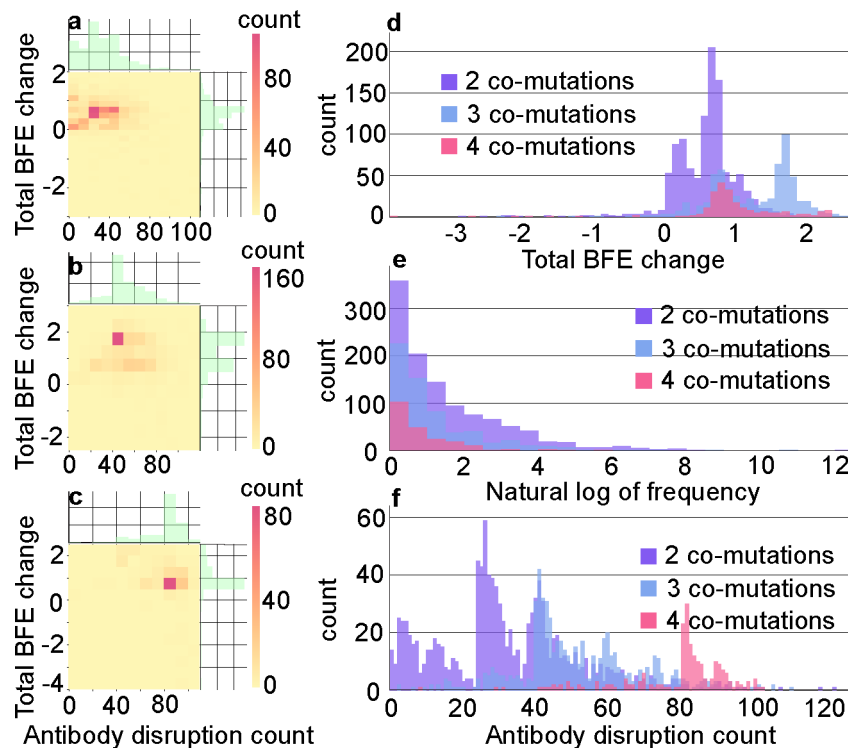 a
count
Total BFE change
2
0
-2
0 20 40 60 80 100
80
40
0
b
count
Total BFE change
2
0
-2
0 40 80
160
80
0
c
count
Total BFE change
2
0
-2
-4
0 40 80
80
40
0
Antibody disruption count
d
count
200
150
100
50
0
2 co-mutations
3 co-mutations
4 co-mutations
-3 -2 -1 0 1 2
Total BFE change
e
count
300
200
100
0
2 co-mutations
3 co-mutations
4 co-mutations
0 2 4 6 8 10 12
Natural log of frequency
f
count
60
40
20
0
2 co-mutations
3 co-mutations
4 co-mutations
0 20 40 60 80 100 120
Antibody disruption count